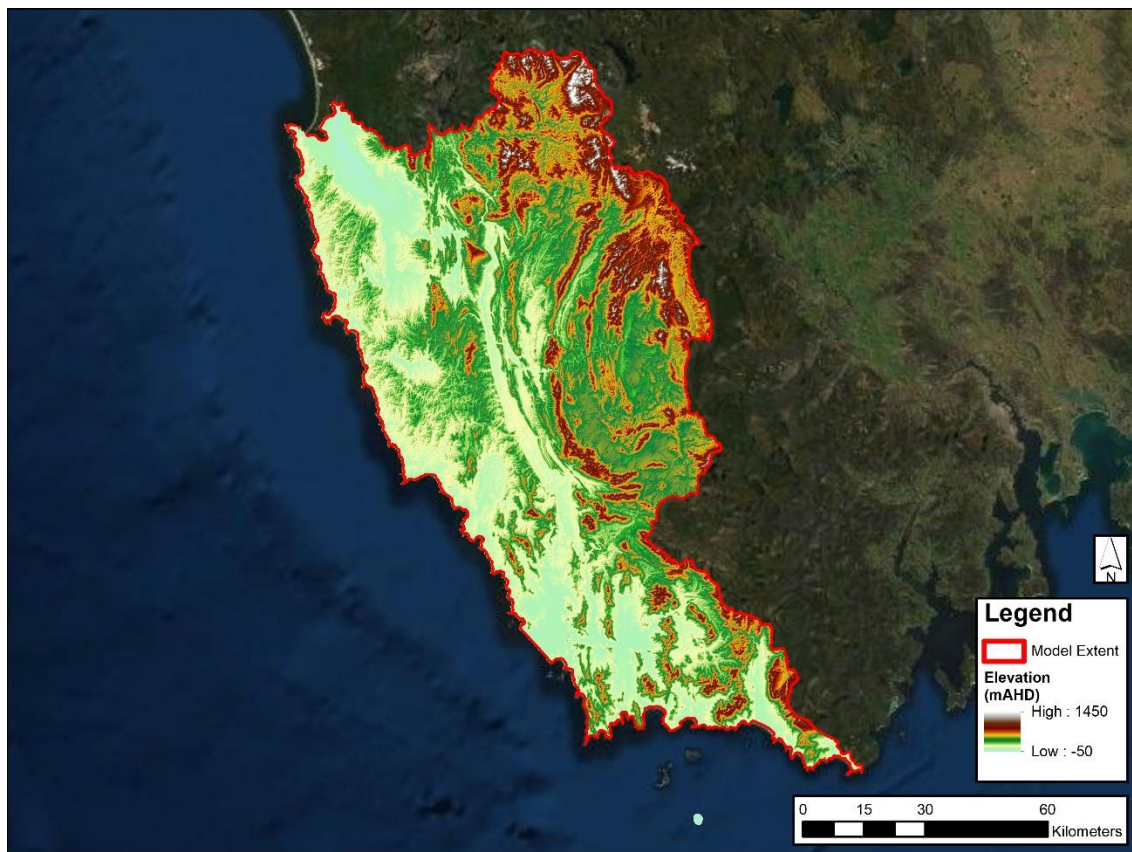 N
Legend
Model Extent
Elevation
(mAHD)
High : 1450
Low : -50
0 15 30 60
Kilometers